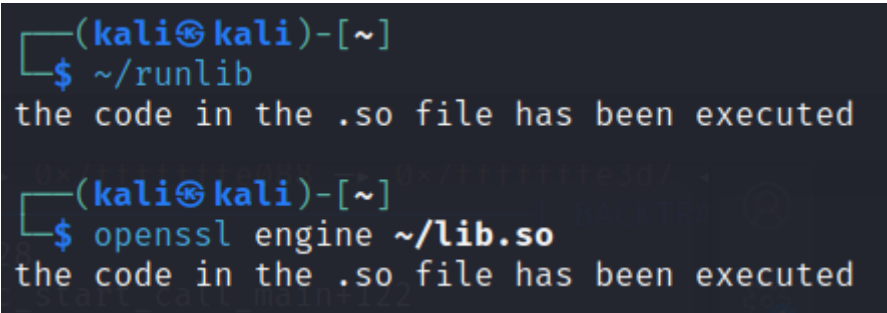 ┌──(kali㉿kali)-[~]
└─$ ~/runlib
the code in the .so file has been executed
┌──(kali㉿kali)-[~]
└─$ openssl engine ~/lib.so
the code in the .so file has been executed